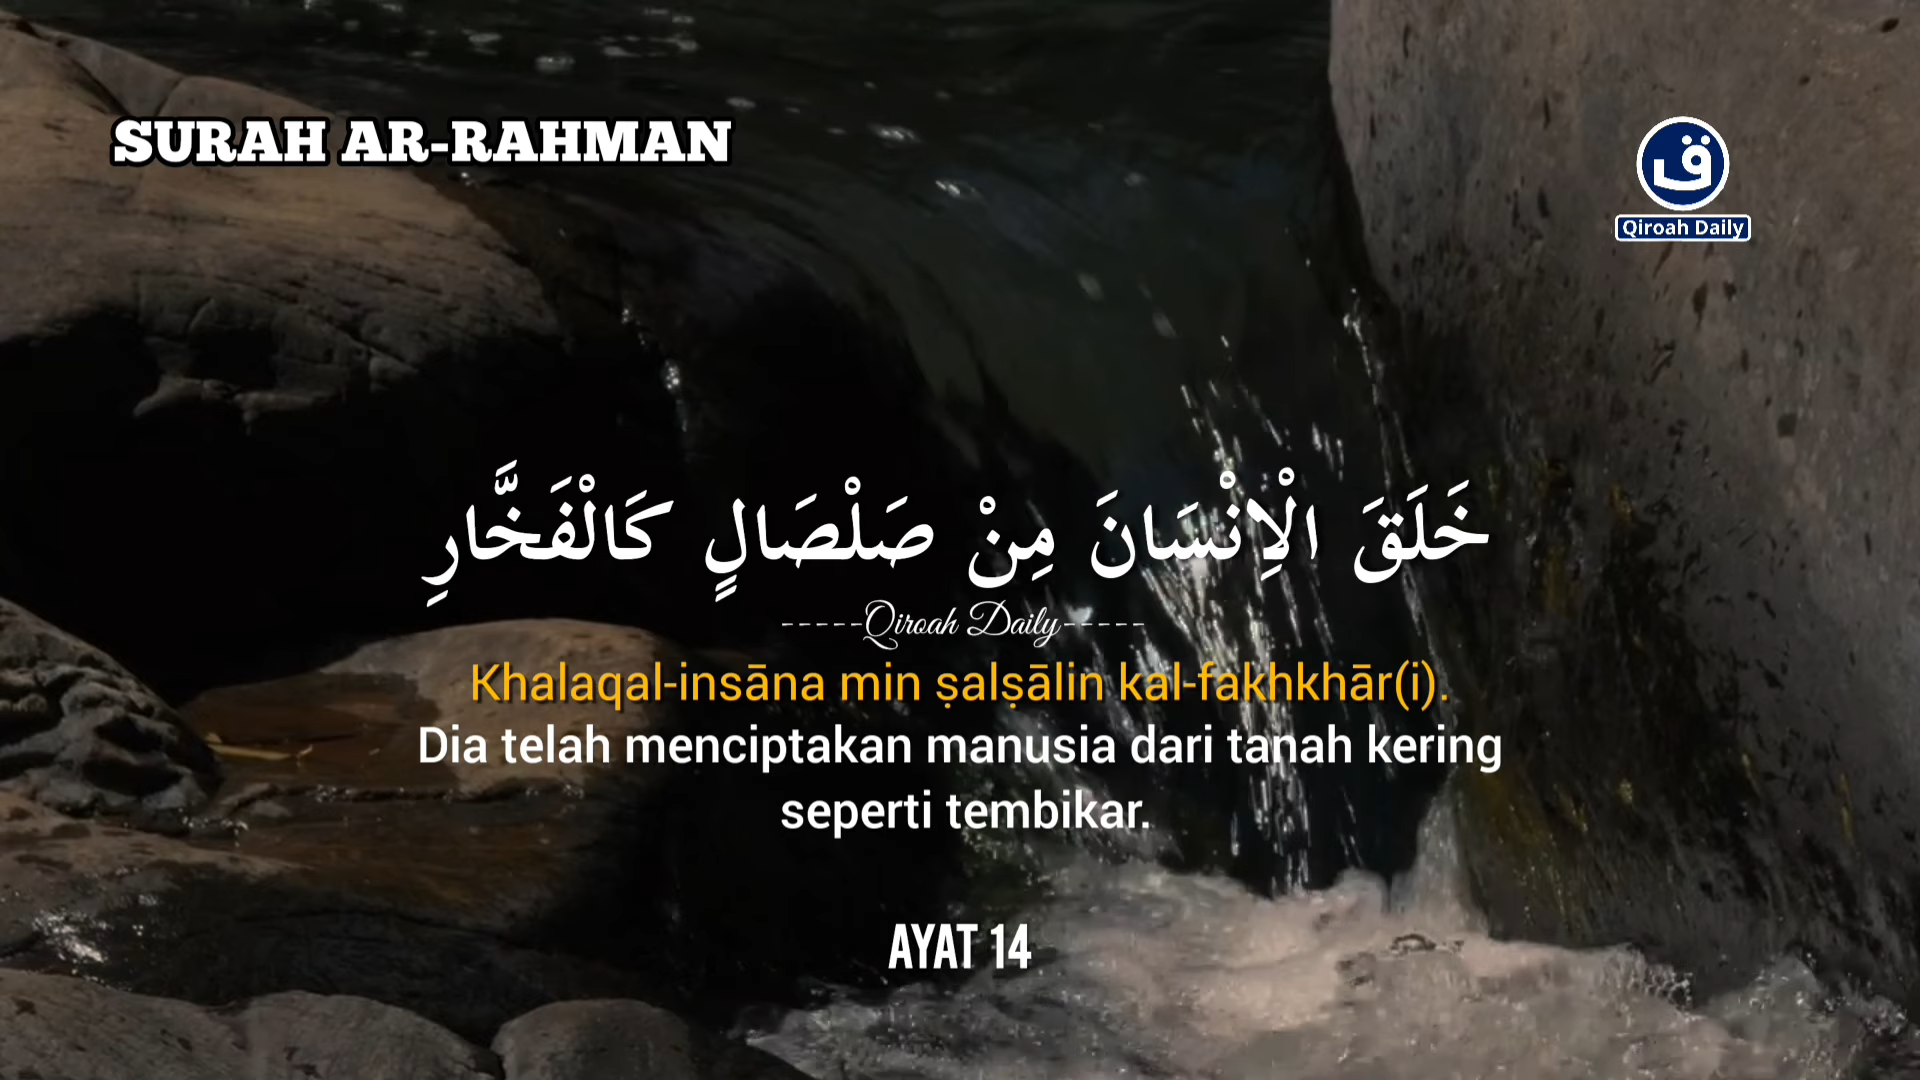 SURAH AR-RAHMAN
ق
Qiroah Daily
خَلَقَ الْاِنْسَانَ مِنْ صَلْصَالٍ كَالْفَخَّارِ
-----Qiroah Daily-----
Khalaqal-insāna min ṣalṣālin kal-fakhkhār(i).
Dia telah menciptakan manusia dari tanah kering
seperti tembikar.
AYAT 14